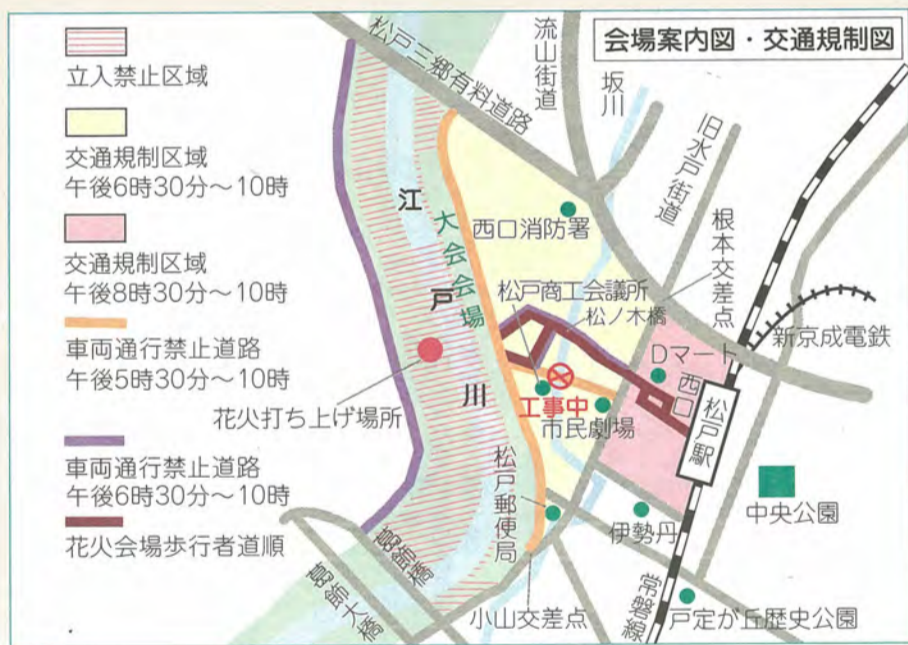 会場案内図・交通規制図
立入禁止区域
交通規制区域
午後6時30分〜10時
交通規制区域
午後8時30分〜10時
車両通行禁止道路
午後5時30分〜10時
車両通行禁止道路
午後6時30分〜10時
花火会場歩行者道順
松戸三郷有料道路
流山街道
坂川
旧水戸街道
根本交差点
江戸川
大会会場
西口消防署
松戸商工会議所
松ノ木橋
新京成電鉄
Dマート
西口
松戸駅
花火打ち上げ場所
工事中
市民劇場
松戸郵便局
中央公園
伊勢丹
葛飾橋
葛飾大橋
小山交差点
常磐線
戸定が丘歴史公園